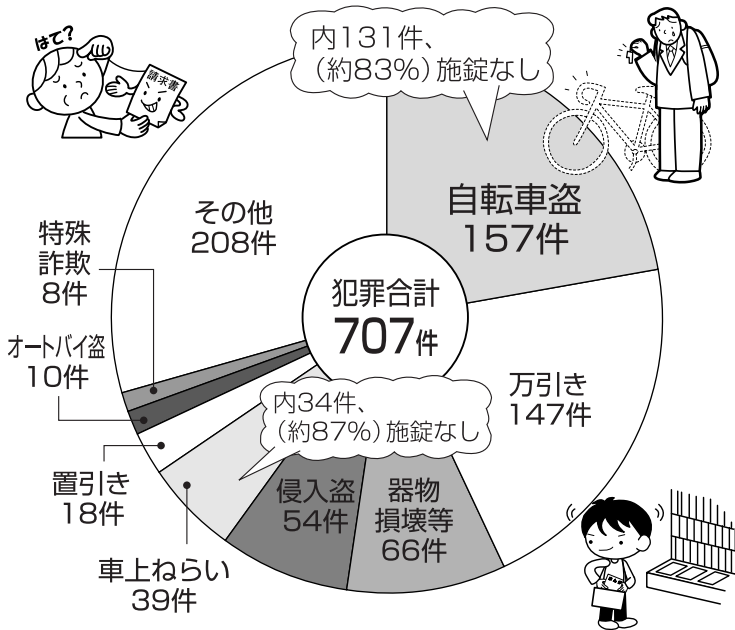 はて?
請求書
内131件、
(約83%)施錠なし
自転車盗
157件
その他
208件
特殊
詐欺
8件
犯罪合計
707件
オートバイ盗
10件
万引き
147件
内34件、
(約87%)施錠なし
置引き
18件
侵入盗
54件
器物
損壊等
66件
車上ねらい
39件